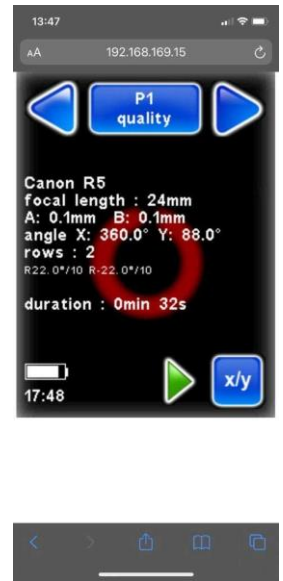 13:47
AA 192.168.169.15
P1
quality
Canon R5
focal length : 24mm
A: 0.1mm B: 0.1mm
angle X: 360.0° Y: 88.0°
rows : 2
R22.0°/10 R-22.0°/10
duration : 0min 32s
17:48
x/y